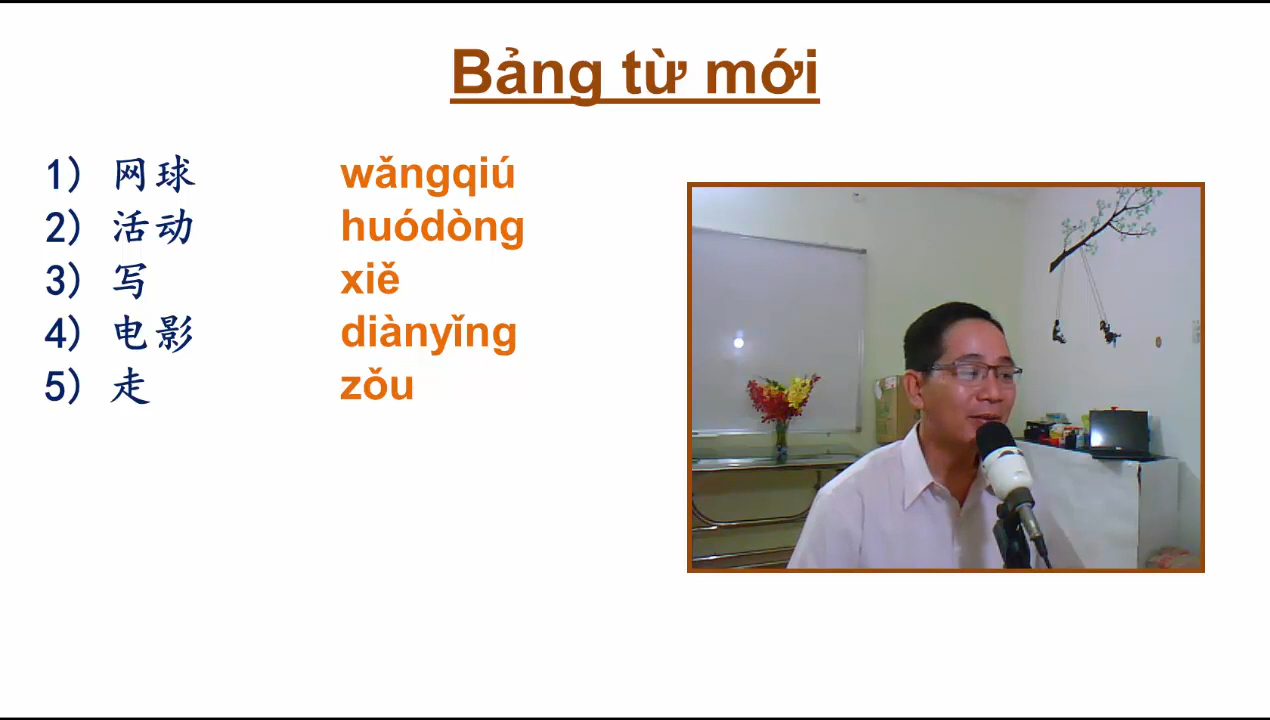 Bảng từ mới
1) 网球 wǎngqiú
2) 活动 huódòng
3) 写 xiě
4) 电影 diànyǐng
5) 走 zǒu